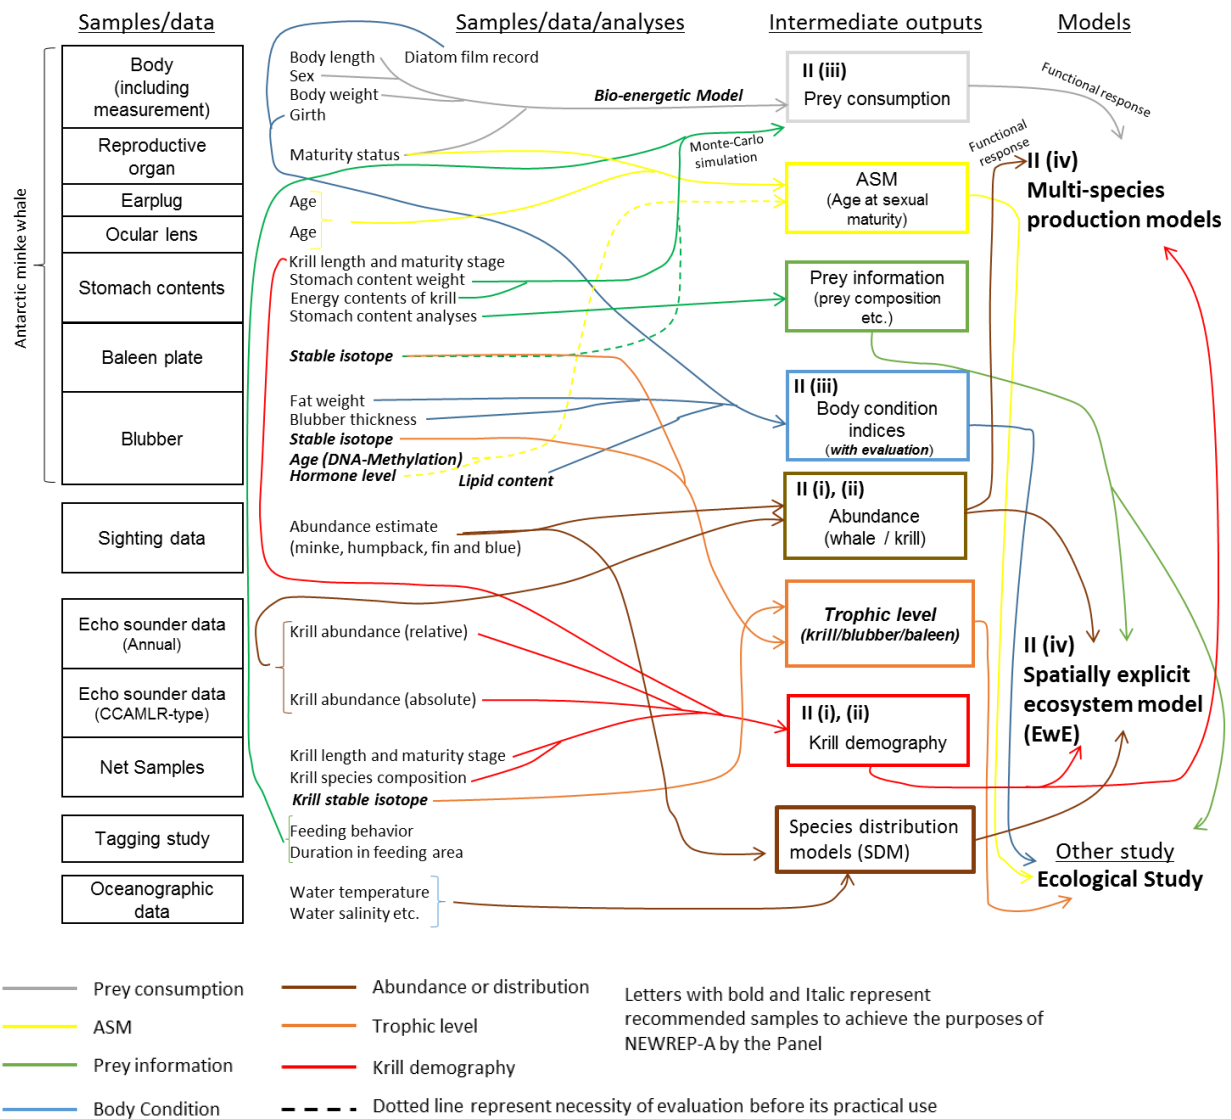 Samples/data
Samples/data/analyses
Intermediate outputs
Models
Antarctic minke whale
Body
(including
measurement)
Reproductive
organ
Earplug
Ocular lens
Stomach contents
Baleen plate
Blubber
Sighting data
Echo sounder data
(Annual)
Echo sounder data
(CCAMLR-type)
Net Samples
Tagging study
Oceanographic
data
Body length
Diatom film record
Sex
Body weight
Girth
Maturity status
Age
Age
Krill length and maturity stage
Stomach content weight
Energy contents of krill
Stomach content analyses
Stable isotope
Fat weight
Blubber thickness
Stable isotope
Age (DNA-Methylation)
Hormone level
Lipid content
Abundance estimate
(minke, humpback, fin and blue)
Krill abundance (relative)
Krill abundance (absolute)
Krill length and maturity stage
Krill species composition
Krill stable isotope
Feeding behavior
Duration in feeding area
Water temperature
Water salinity etc.
Bio-energetic Model
Monte-Carlo
simulation
II (iii)
Prey consumption
ASM
(Age at sexual
maturity)
Prey information
(prey composition
etc.)
II (iii)
Body condition
indices
(with evaluation)
II (i), (ii)
Abundance
(whale / krill)
Trophic level
(krill/blubber/baleen)
II (i), (ii)
Krill demography
Species distribution
models (SDM)
Functional response
Functional
response
II (iv)
Multi-species
production models
II (iv)
Spatially explicit
ecosystem model
(EwE)
Other study
Ecological Study
Prey consumption
ASM
Prey information
Body Condition
Abundance or distribution
Trophic level
Krill demography
Dotted line represent necessity of evaluation before its practical use
Letters with bold and Italic represent
recommended samples to achieve the purposes of
NEWREP-A by the Panel